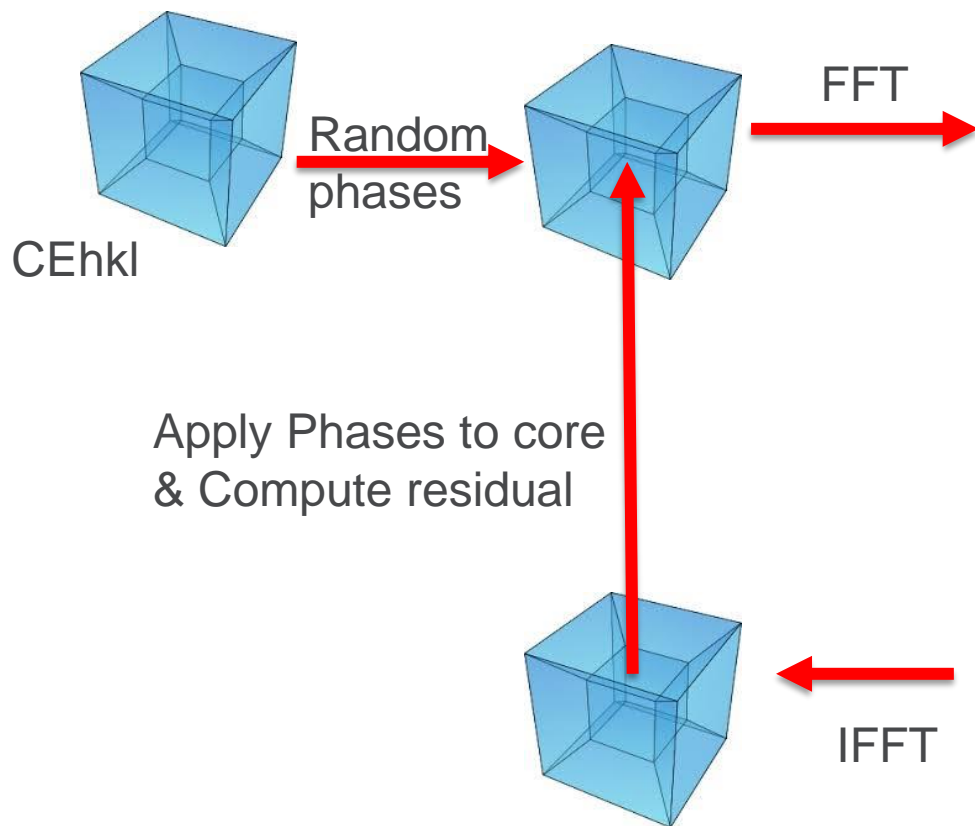 FFT
Random
phases
CEhkl
Apply Phases to core
& Compute residual
IFFT